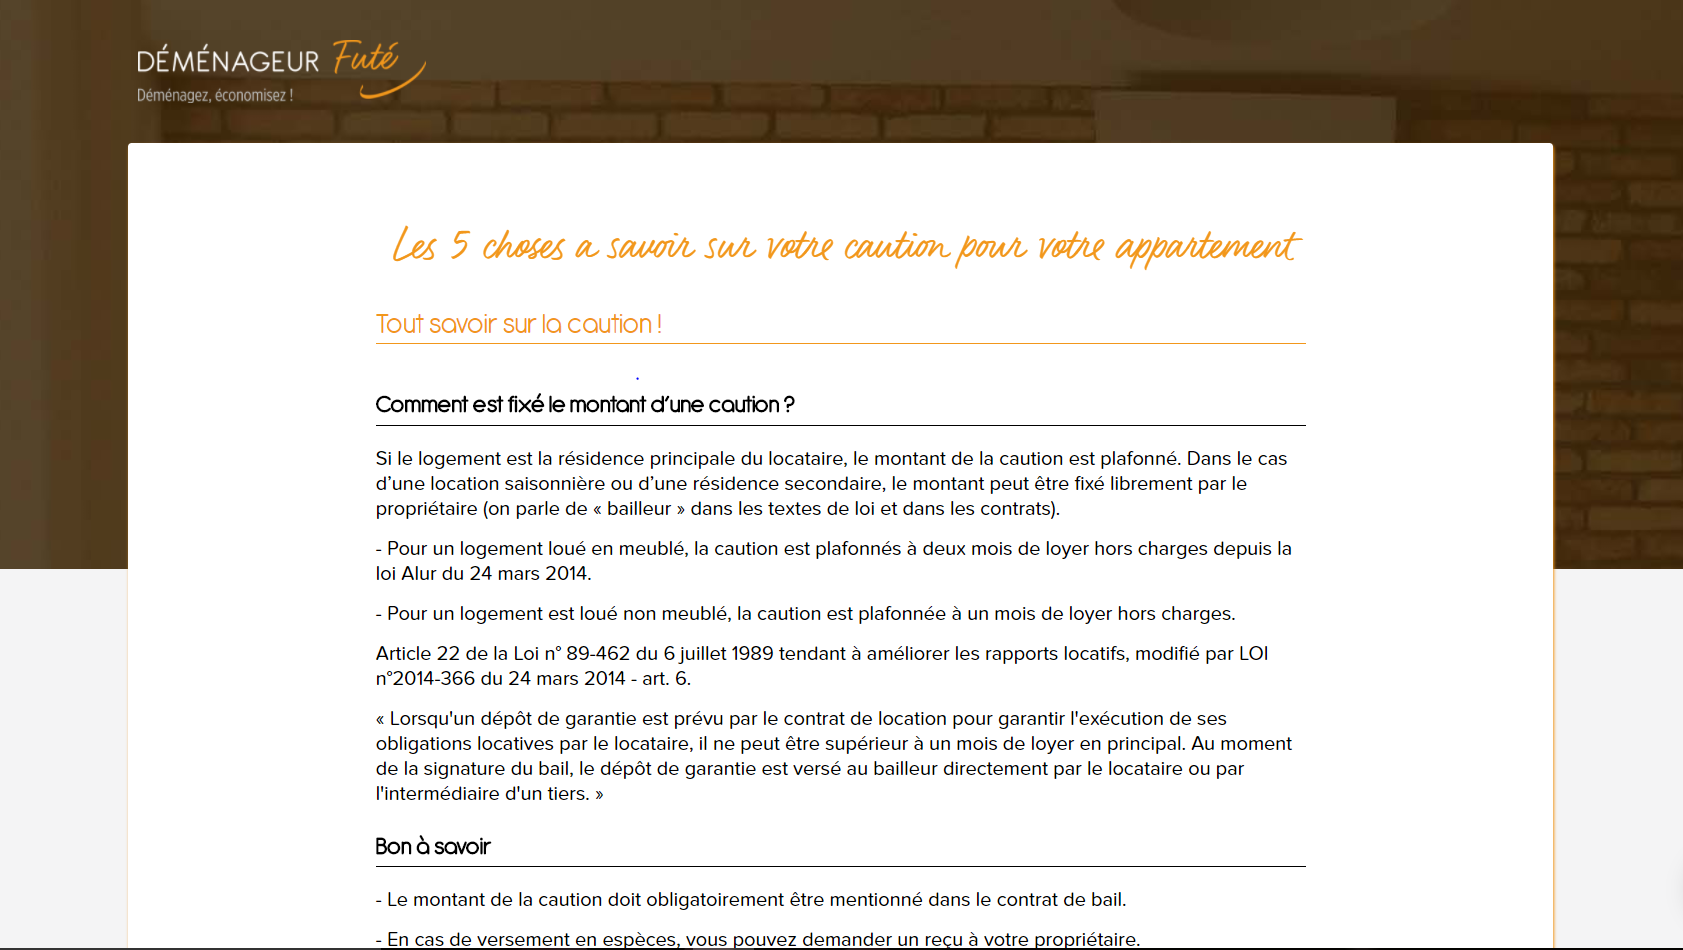 DÉMÉNAGEUR Futé
Déménagez, économisez !
Les 5 choses a savoir sur votre caution pour votre appartement
Tout savoir sur la caution !
Comment est fixé le montant d’une caution ?
Si le logement est la résidence principale du locataire, le montant de la caution est plafonné. Dans le cas
d’une location saisonnière ou d’une résidence secondaire, le montant peut être fixé librement par le
propriétaire (on parle de « bailleur » dans les textes de loi et dans les contrats).
- Pour un logement loué en meublé, la caution est plafonnés à deux mois de loyer hors charges depuis la
loi Alur du 24 mars 2014.
- Pour un logement est loué non meublé, la caution est plafonnée à un mois de loyer hors charges.
Article 22 de la Loi n° 89-462 du 6 juillet 1989 tendant à améliorer les rapports locatifs, modifié par LOI
n°2014-366 du 24 mars 2014 - art. 6.
« Lorsqu'un dépôt de garantie est prévu par le contrat de location pour garantir l'exécution de ses
obligations locatives par le locataire, il ne peut être supérieur à un mois de loyer en principal. Au moment
de la signature du bail, le dépôt de garantie est versé au bailleur directement par le locataire ou par
l'intermédiaire d'un tiers. »
Bon à savoir
- Le montant de la caution doit obligatoirement être mentionné dans le contrat de bail.
- En cas de versement en espèces, vous pouvez demander un reçu à votre propriétaire.